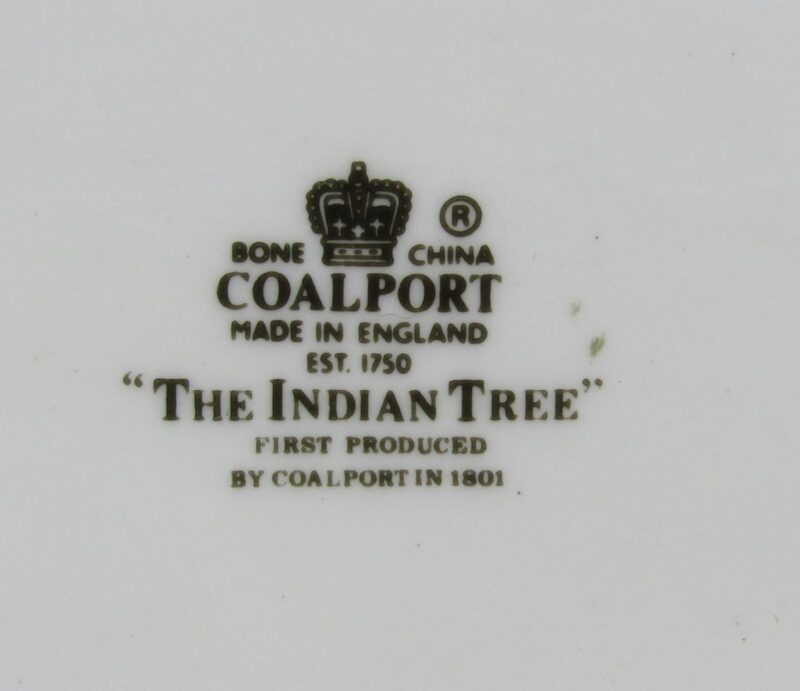 ®
BONE CHINA
COALPORT
MADE IN ENGLAND
EST. 1750
"THE INDIAN TREE"
FIRST PRODUCED
BY COALPORT IN 1801